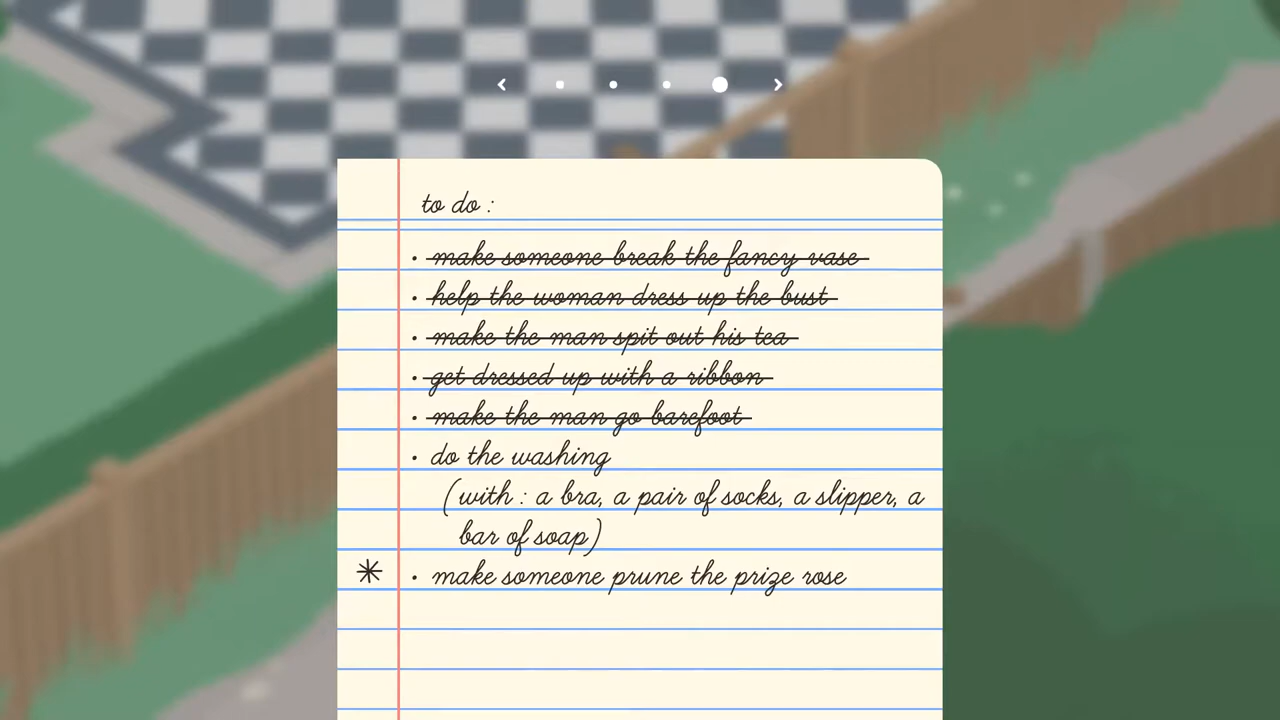 to do :
• make someone break the fancy vase
• help the woman dress up the bust
• make the man spit out his tea
• get dressed up with a ribbon
• make the man go barefoot
• do the washing
(with : a bra, a pair of socks, a slipper, a
bar of soap)
• make someone prune the prize rose